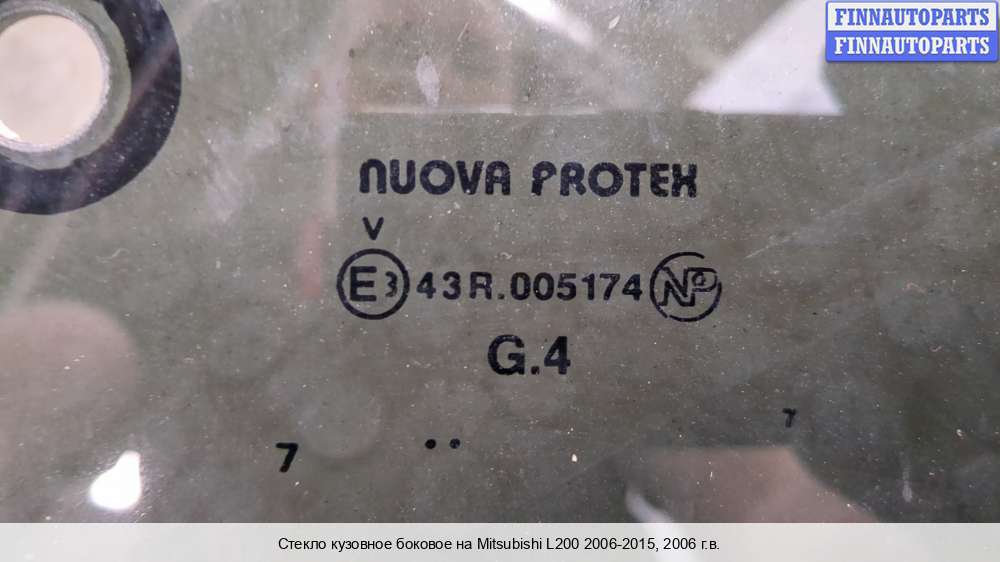 FINNAUTOPARTS
FINNAUTOPARTS
NUOVA PROTEX
V
E3 43R.005174 NP
G.4
7 ..
7
Стекло кузовное боковое на Mitsubishi L200 2006-2015, 2006 г.в.